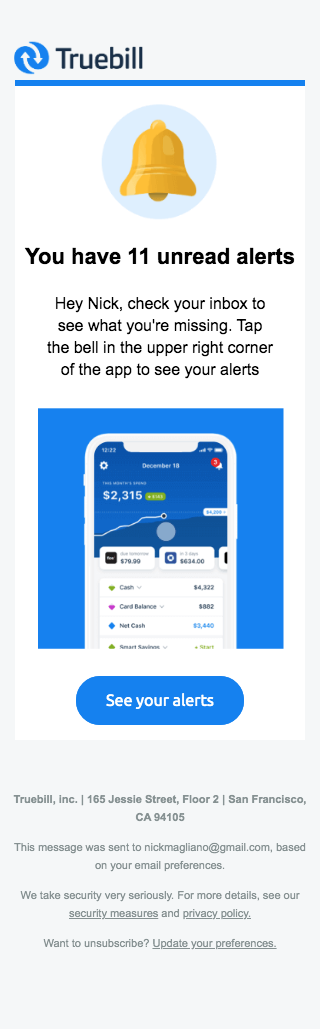 Truebill
You have 11 unread alerts
Hey Nick, check your inbox to
see what you're missing. Tap
the bell in the upper right corner
of the app to see your alerts
12:22
December 18
3
THIS MONTH'S SPEND
$2,315
$4,200
due tomorrow
$79.99
in 3 days
$634.00
Cash $4,322
Card Balance $882
Net Cash $3,440
Smart Savings + Start
See your alerts
Truebill, inc. | 165 Jessie Street, Floor 2 | San Francisco,
CA 94105
This message was sent to nickmagliano@gmail.com, based
on your email preferences.
We take security very seriously. For more details, see our
security measures and privacy policy.
Want to unsubscribe? Update your preferences.